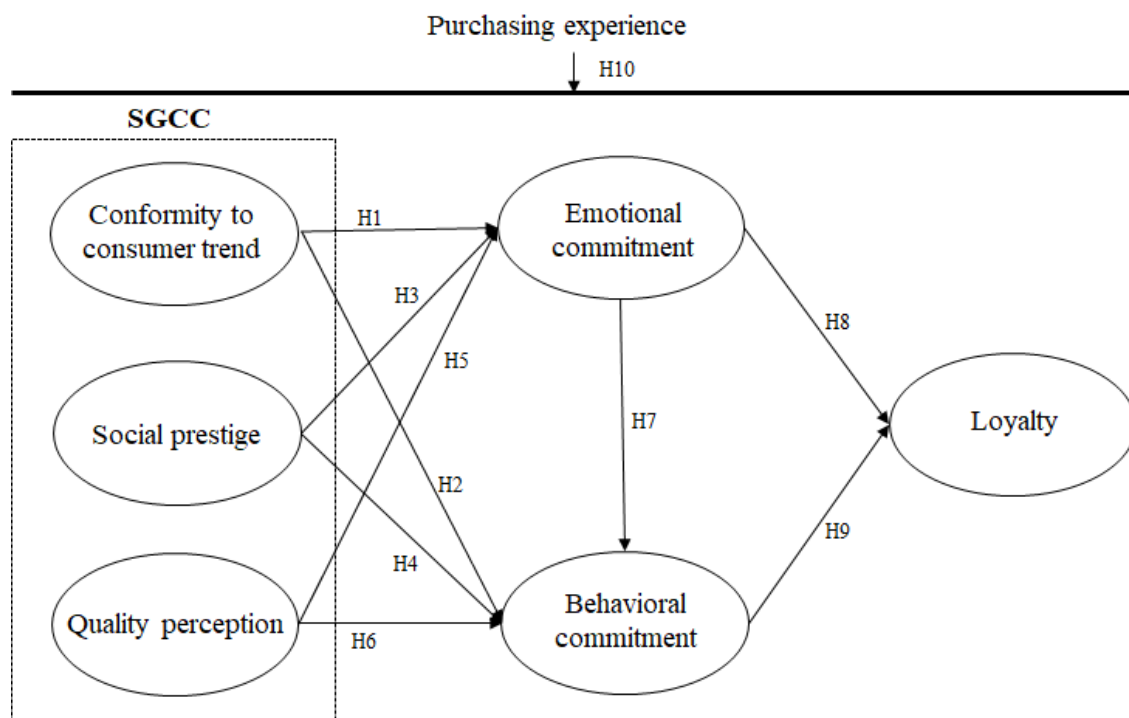 Purchasing experience
H10
SGCC
Conformity to
consumer trend
H1
Emotional
commitment
H3
H5
H8
Social prestige
H7
Loyalty
H2
H4
H9
Quality perception
H6
Behavioral
commitment